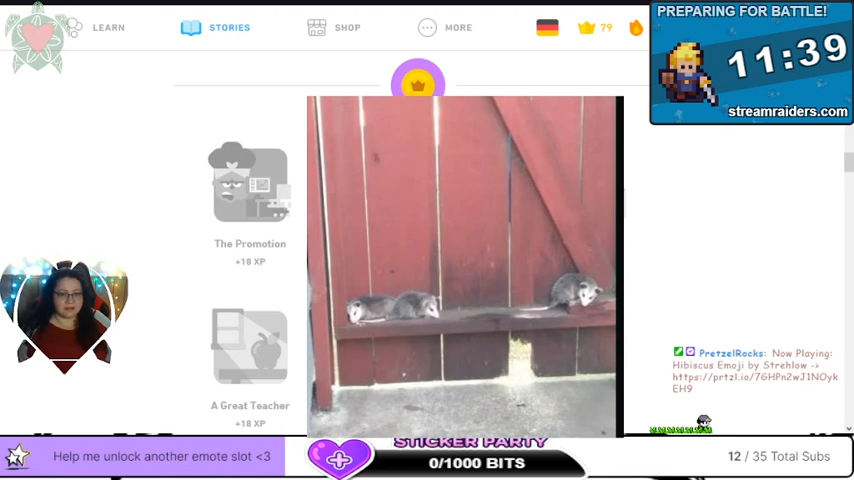 LEARN
STORIES
SHOP
MORE
79
PREPARING FOR BATTLE!
11:39
streamraiders.com
The Promotion
+18 XP
A Great Teacher
+18 XP
PretzelRocks: Now Playing:
Hibiscus Emoji by Strehlow ->
https://prtzl.io/7GHPn2wJ1NOyk
EH9
Help me unlock another emote slot <3
STICKER PARTY
0/1000 BITS
12 / 35 Total Subs